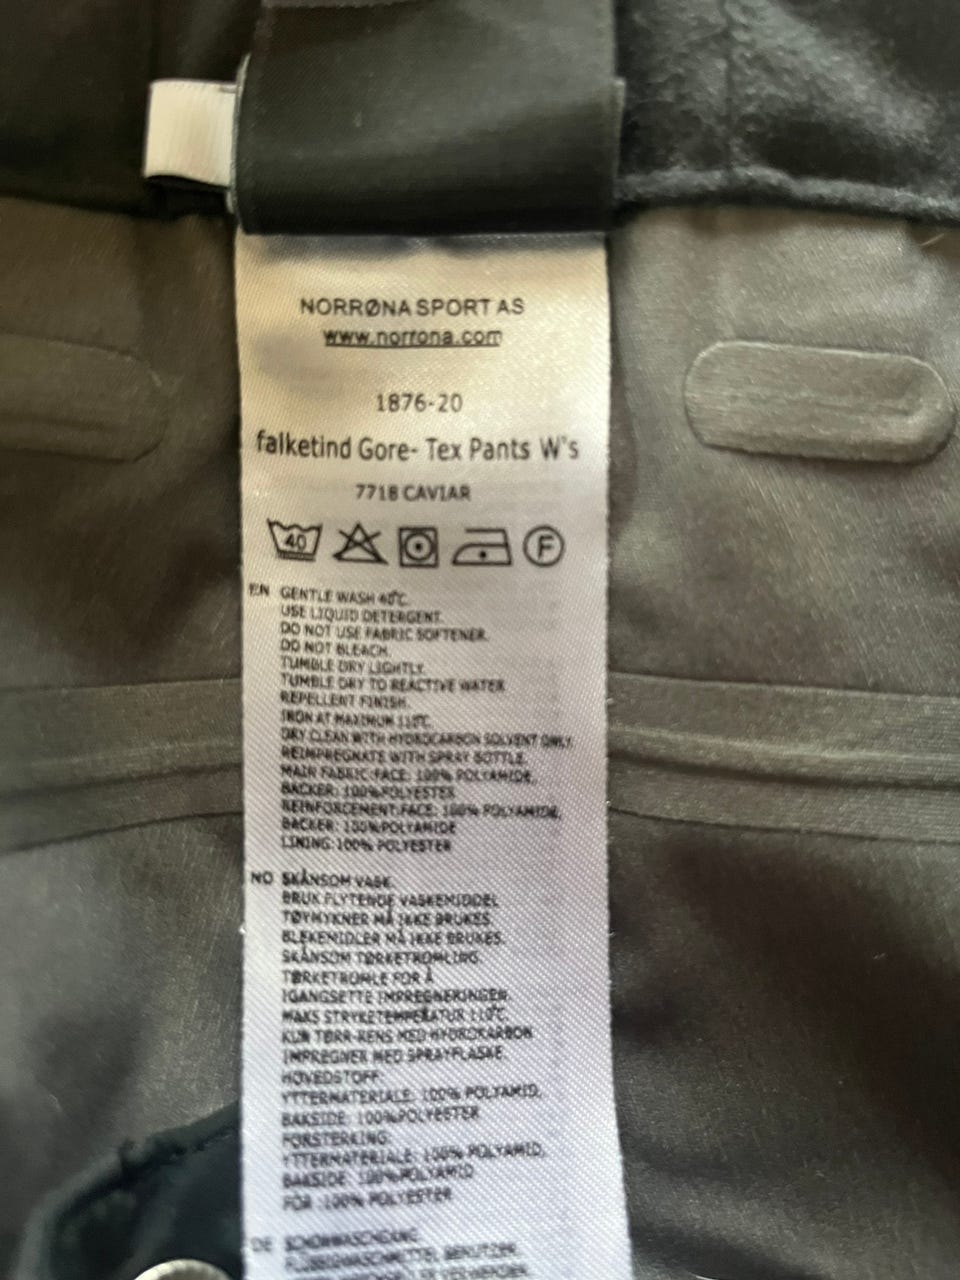 NORRØNA SPORT AS
www.norrona.com
1876-20
falketind Gore- Tex Pants W's
7718 CAVIAR
40 F
EN GENTLE WASH 40°C.
USE LIQUID DETERGENT.
DO NOT USE FABRIC SOFTENER.
DO NOT BLEACH.
TUMBLE DRY LIGHTLY.
TUMBLE DRY TO REACTIVE WATER
REPELLENT FINISH.
IRON AT MAXIMUM 110°C.
DRY CLEAN WITH HYDROCARBON SOLVENT ONLY.
REIMPREGNATE WITH SPRAY BOTTLE.
MAIN FABRIC:FACE: 100% POLYAMIDE,
BACKER: 100%POLYESTER
REINFORCEMENT:FACE: 100% POLYAMIDE,
BACKER: 100%POLYAMIDE
LINING:100% POLYESTER
NO SKÅNSOM VASK.
BRUK FLYTENDE VASKEMIDDEL
TØYMYKNER MÅ IKKE BRUKES.
BLEKEMIDLER MÅ IKKE BRUKES.
SKÅNSOM TØRKETROMLING.
TØRKETROMLE FOR Å
IGANGSETTE IMPREGNERINGEN.
MAKS STRYKETEMPERATUR 110°C.
KUN TØRR-RENS MED HYDROKARBON
IMPREGNER MED SPRAYFLASKE.
HOVEDSTOFF:
YTTERMATERIALE: 100% POLYAMID,
BAKSIDE: 100%POLYESTER
FORSTERKING:
YTTERMATERIALE: 100% POLYAMID,
BAKSIDE: 100%POLYAMID
FÔR :100% POLYESTER
DE SCHONWASCHGANG.
FLÜSSIGWASCHMITTEL BENUTZEN.
VERWENDEN.